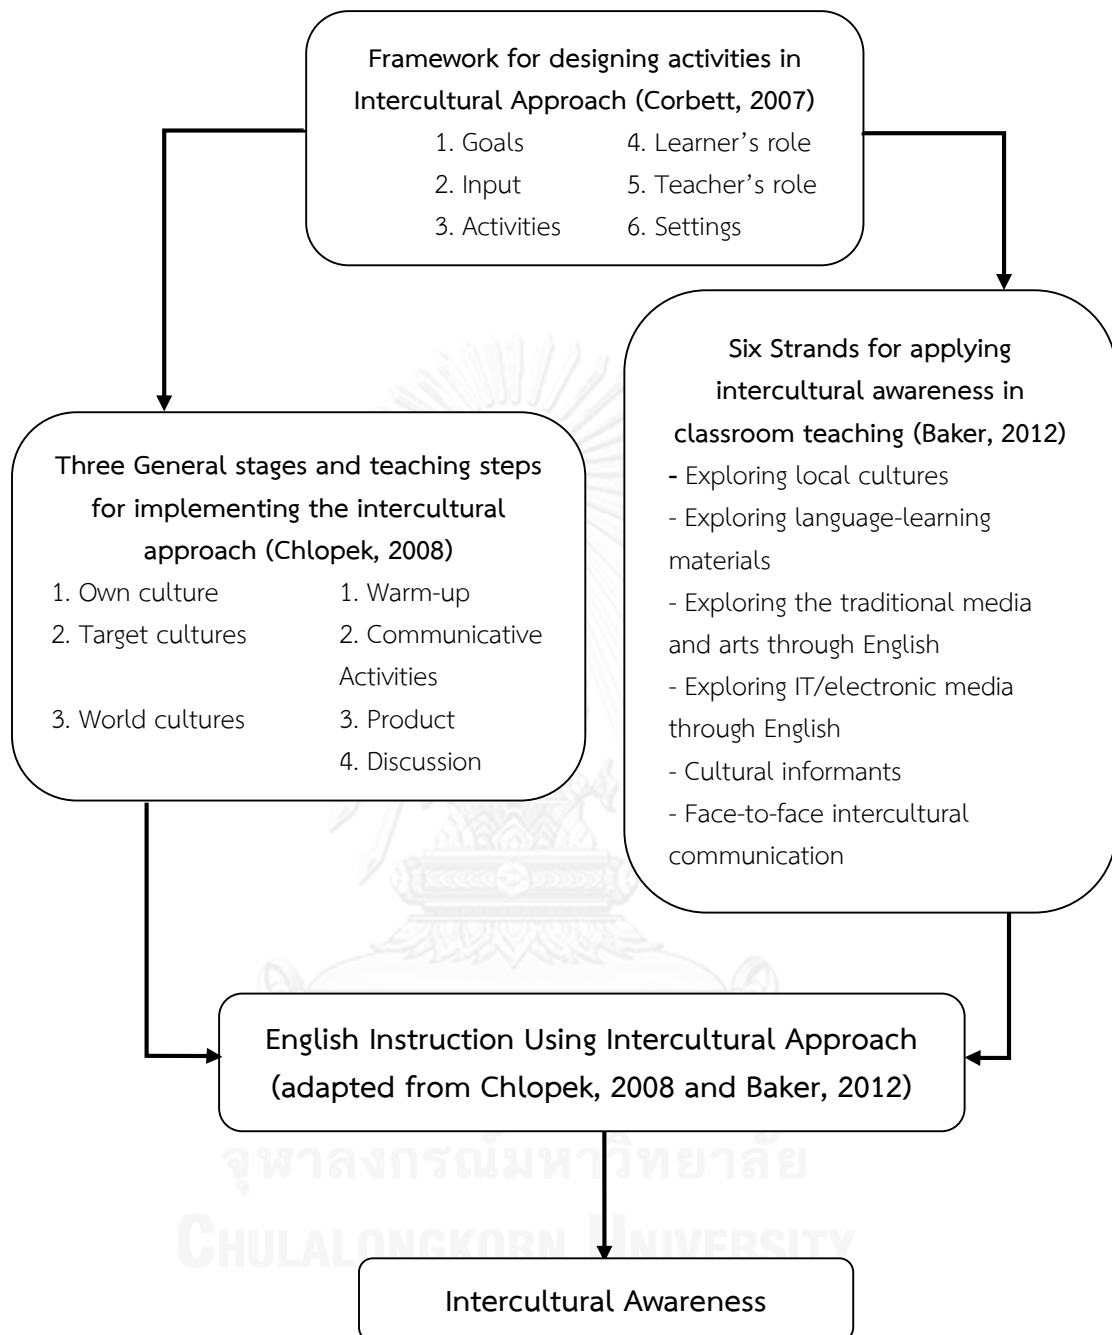 Framework for designing activities in
Intercultural Approach (Corbett, 2007)
1. Goals 4. Learner's role
2. Input 5. Teacher's role
3. Activities 6. Settings
Three General stages and teaching steps
for implementing the intercultural
approach (Chlopek, 2008)
1. Own culture 1. Warm-up
2. Target cultures 2. Communicative
Activities
3. World cultures 3. Product
4. Discussion
Six Strands for applying
intercultural awareness in
classroom teaching (Baker, 2012)
- Exploring local cultures
- Exploring language-learning
materials
- Exploring the traditional media
and arts through English
- Exploring IT/electronic media
through English
- Cultural informants
- Face-to-face intercultural
communication
English Instruction Using Intercultural Approach
(adapted from Chlopek, 2008 and Baker, 2012)
จุฬาลงกรณ์มหาวิทยาลัย
CHULALONGKORN UNIVERSITY
Intercultural Awareness